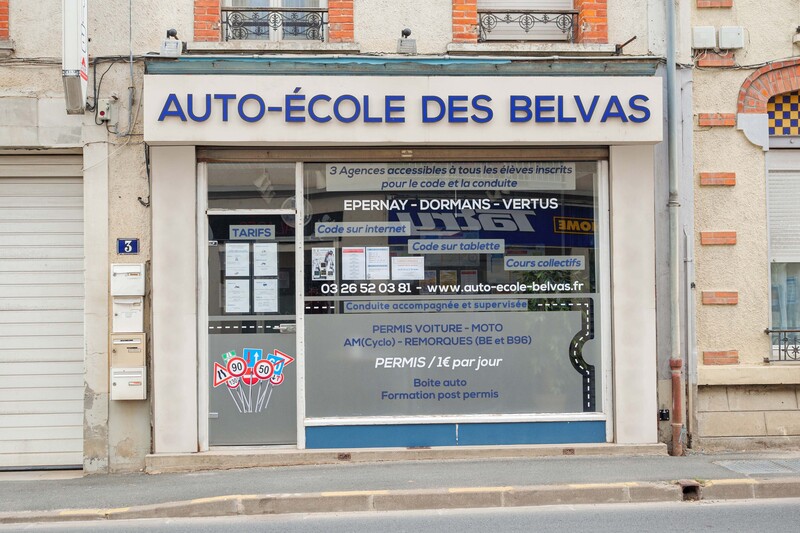 AUTO-ÉCOLE DES BELVAS
3 Agences accessibles à tous les élèves inscrits
pour le code et la conduite
EPERNAY - DORMANS - VERTUS
HOME
3
TARIFS
Code sur internet
Code sur tablette
Cours collectifs
03 26 52 03 81 - www.auto-ecole-belvas.fr
Conduite accompagnée et supervisée
PERMIS VOITURE - MOTO
AM(Cyclo) - REMORQUES (BE et B96)
PERMIS / 1€ par jour
Boite auto
Formation post permis
90
50